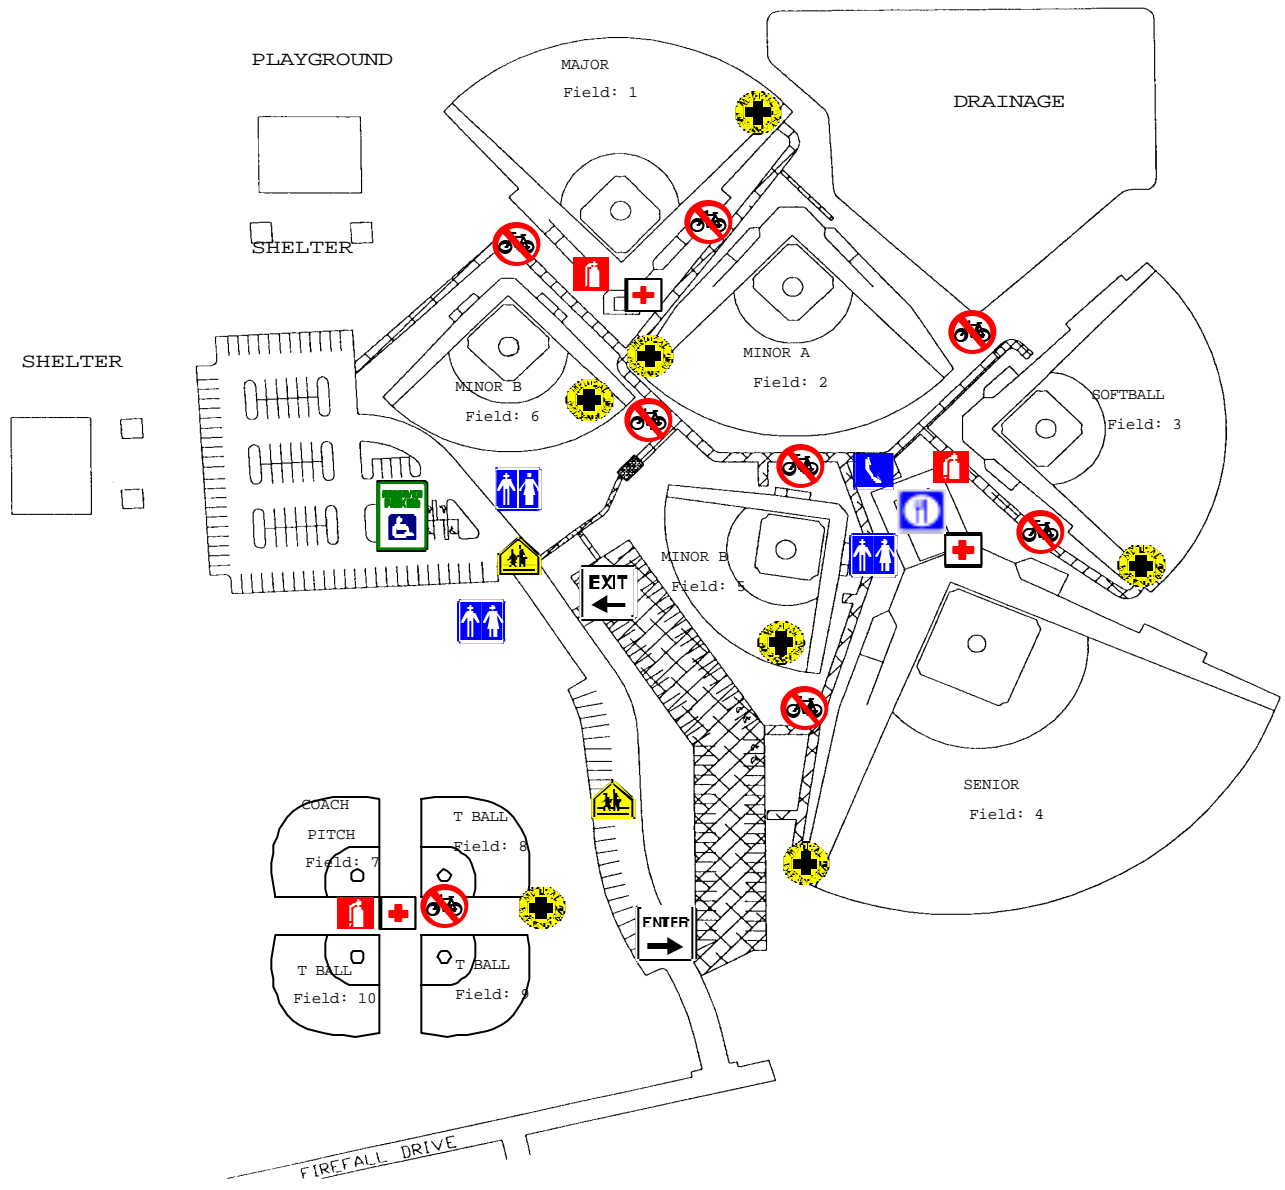 PLAYGROUND
MAJOR
Field: 1
DRAINAGE
SHELTER
SHELTER
MINOR A
Field: 2
MINOR B
Field: 6
SOFTBALL
Field: 3
MINOR B
Field: 5
EXIT
SENIOR
Field: 4
COACH
PITCH
Field: 7
T BALL
Field: 8
ENTER
T BALL
Field: 10
T BALL
Field: 9
FIREFALL DRIVE